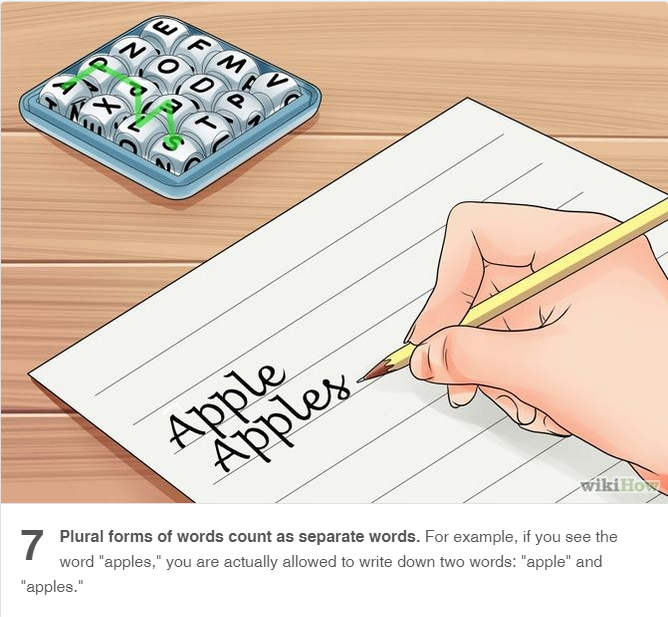 E
F
M
V
N
O
D
P
P
P
E
T
A
X
L
S
Apple
Apples
wikiHow
7 Plural forms of words count as separate words. For example, if you see the
word "apples," you are actually allowed to write down two words: "apple" and
"apples."